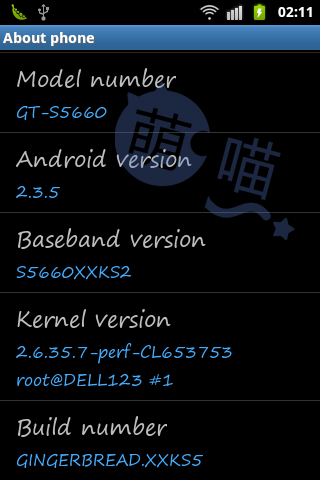 02:11
About phone
Model number
GT-S5660
萌喵
Android version
2.3.5
Baseband version
S5660XXKS2
Kernel version
2.6.35.7-perf-CL653753
root@DELL123 #1
Build number
GINGERBREAD.XXKS5